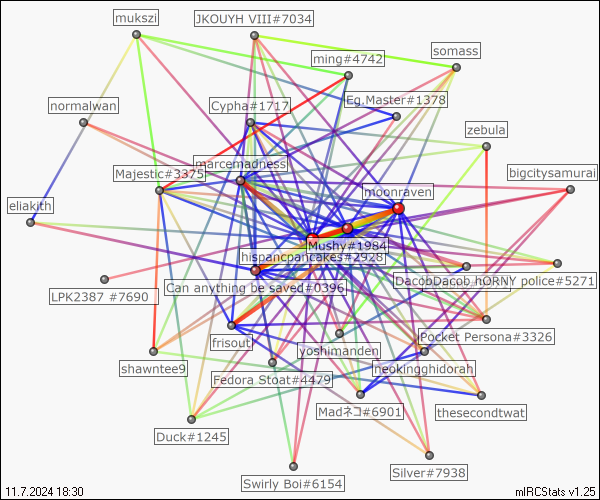 mukszi
JKOUYH VIII#7034
somass
ming#4742
Eg.Master#1378
normalwan
Cypha#1717
zebula
marcemadness
Majestic#3375
bigcitysamurai
moonraven
eliakith
Mushy#1984
hispancpancakes#2928
DacobDacob hORNY police#5271
Can anything be saved#0396
LPK2387 #7690
Pocket Persona#3326
frisout
yoshimanden
shawntee9
neokingghidorah
Fedora Stoat#4479
Madネコ#6901
thesecondtwat
Duck#1245
Silver#7938
Swirly Boi#6154
11.7.2024 18:30
mIRCStats v1.25